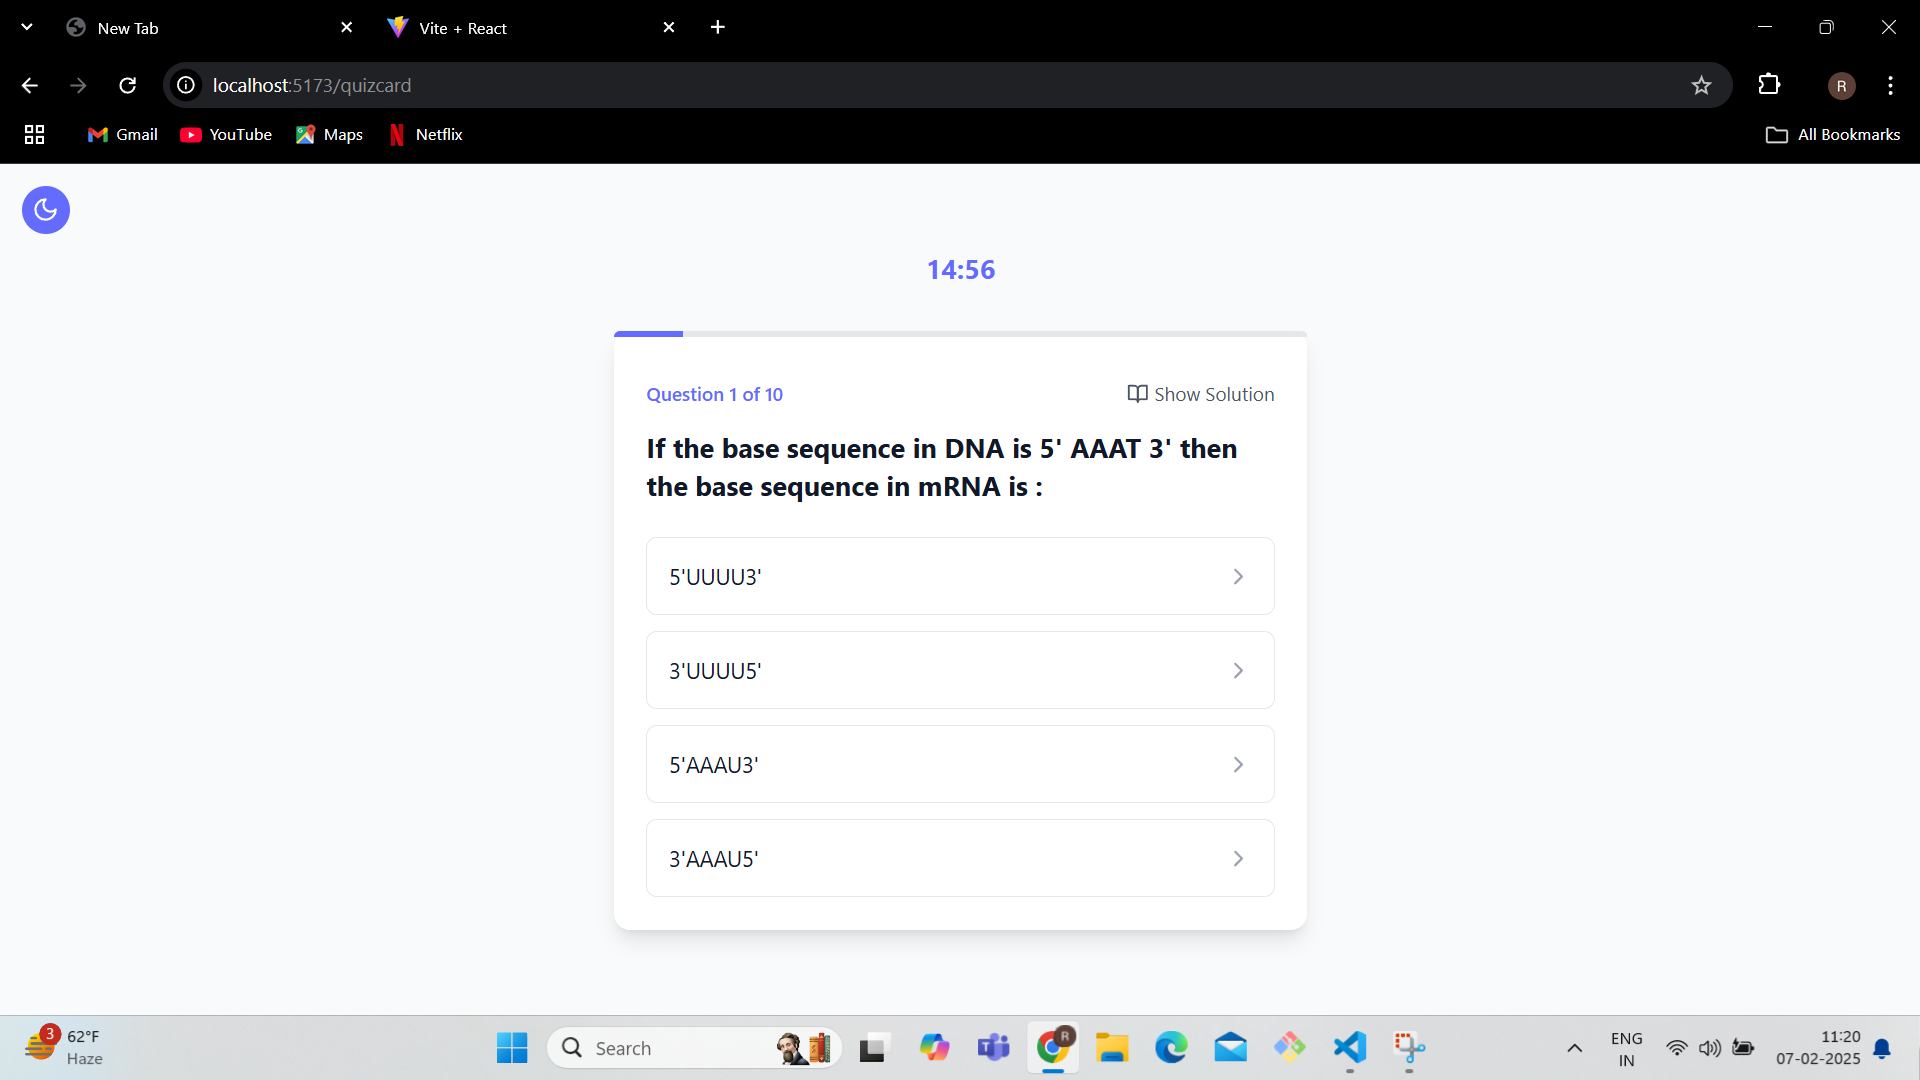 New Tab
Vite + React
localhost:5173/quizcard
R
Gmail
YouTube
Maps
Netflix
All Bookmarks
14:56
Question 1 of 10
Show Solution
If the base sequence in DNA is 5' AAAT 3' then
the base sequence in mRNA is :
5'UUUU3'
3'UUUU5'
5'AAAU3'
3'AAAU5'
3
62°F
Haze
Search
T
R
ENG
IN
11:20
07-02-2025